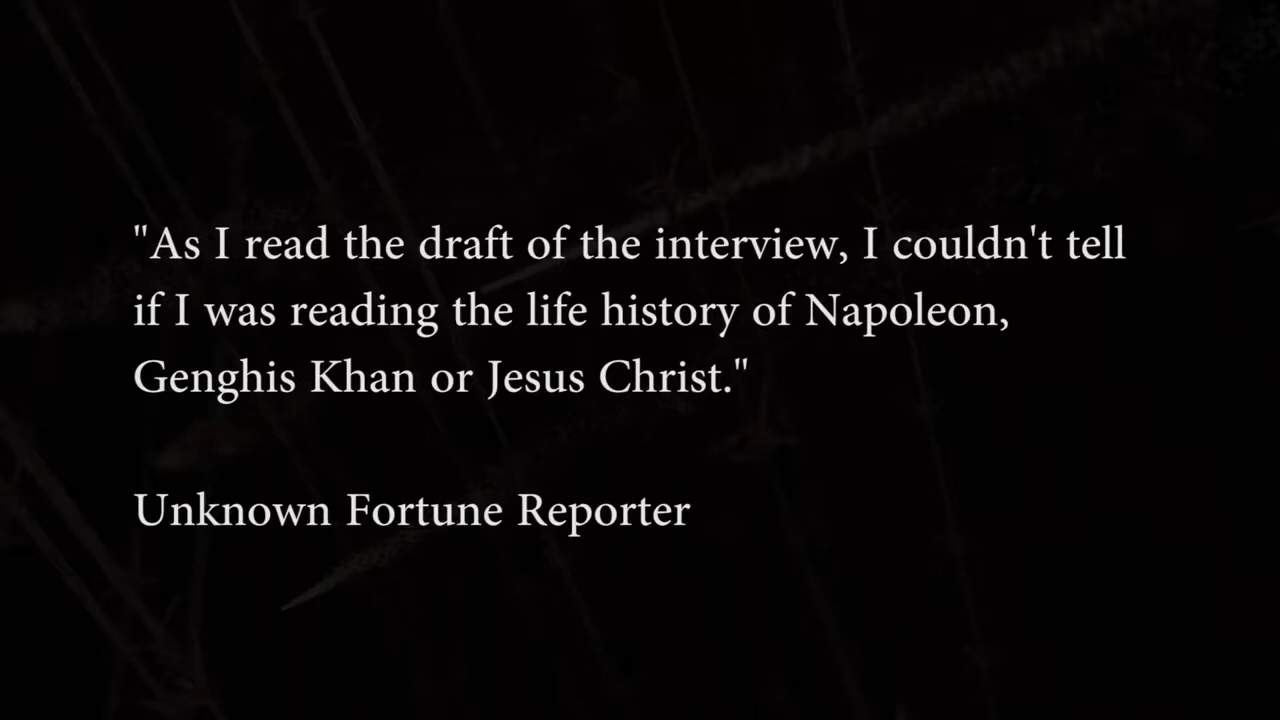 "As I read the draft of the interview, I couldn't tell
if I was reading the life history of Napoleon,
Genghis Khan or Jesus Christ."
Unknown Fortune Reporter